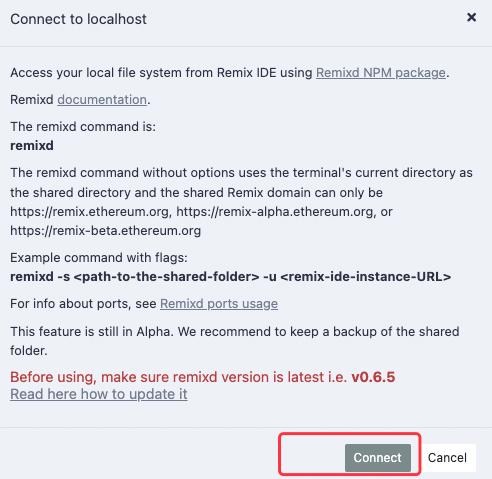 Connect to localhost
×
Access your local file system from Remix IDE using Remixd NPM package.
Remixd documentation.
The remixd command is:
remixd
The remixd command without options uses the terminal's current directory as
the shared directory and the shared Remix domain can only be
https://remix.ethereum.org, https://remix-alpha.ethereum.org, or
https://remix-beta.ethereum.org
Example command with flags:
remixd -s <path-to-the-shared-folder> -u <remix-ide-instance-URL>
For info about ports, see Remixd ports usage
This feature is still in Alpha. We recommend to keep a backup of the shared
folder.
Before using, make sure remixd version is latest i.e. v0.6.5
Read here how to update it
Connect Cancel